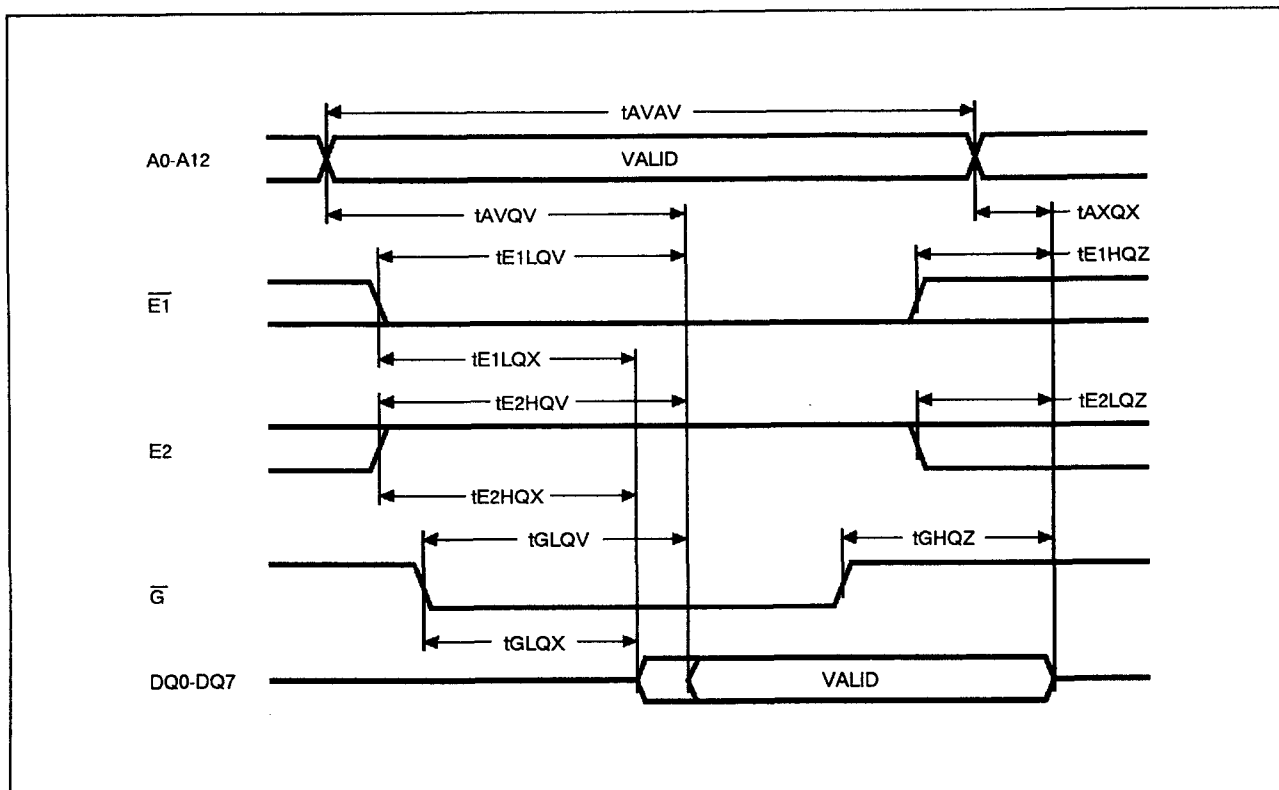 tAVAV
A0-A12 VALID
tAVQV tAXQX
tE1LQV tE1HQZ
E1
tE1LQX
tE2HQV tE2LQZ
E2
tE2HQX
tGLQV tGHQZ
G
tGLQX
DQ0-DQ7 VALID